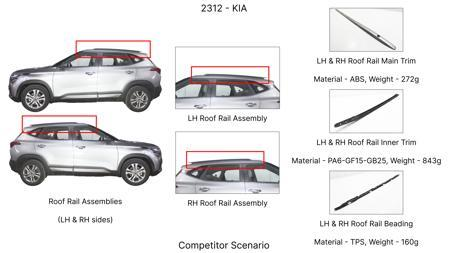 2312 - KIA
LH Roof Rail Assembly
RH Roof Rail Assembly
Roof Rail Assemblies
(LH & RH sides)
Competitor Scenario
LH & RH Roof Rail Main Trim
Material - ABS, Weight - 272g
LH & RH Roof Rail Inner Trim
Material - PA6-GF15-GB25, Weight - 843g
LH & RH Roof Rail Beading
Material - TPS, Weight - 160g